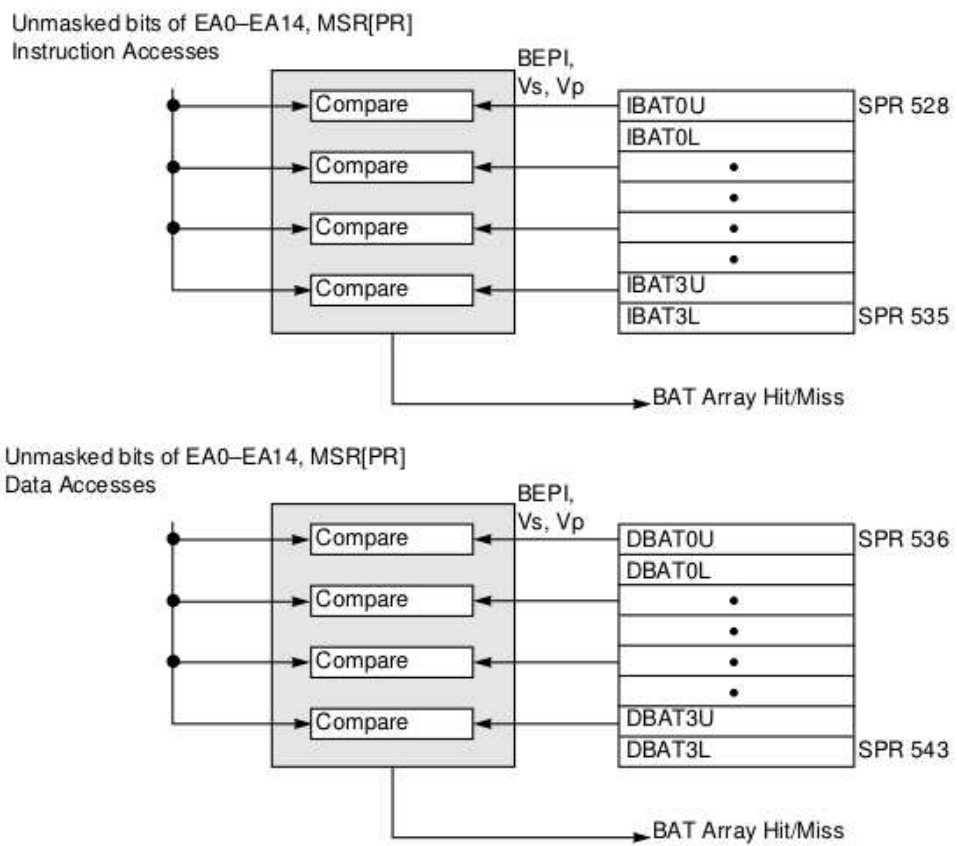 Unmasked bits of EA0–EA14, MSR[PR]
Instruction Accesses
BEPI,
Vs, Vp
Compare
IBAT0U
SPR 528
IBAT0L
Compare
Compare
Compare
IBAT3U
IBAT3L
SPR 535
BAT Array Hit/Miss
Unmasked bits of EA0–EA14, MSR[PR]
Data Accesses
BEPI,
Vs, Vp
Compare
DBAT0U
SPR 536
DBAT0L
Compare
Compare
Compare
DBAT3U
DBAT3L
SPR 543
BAT Array Hit/Miss